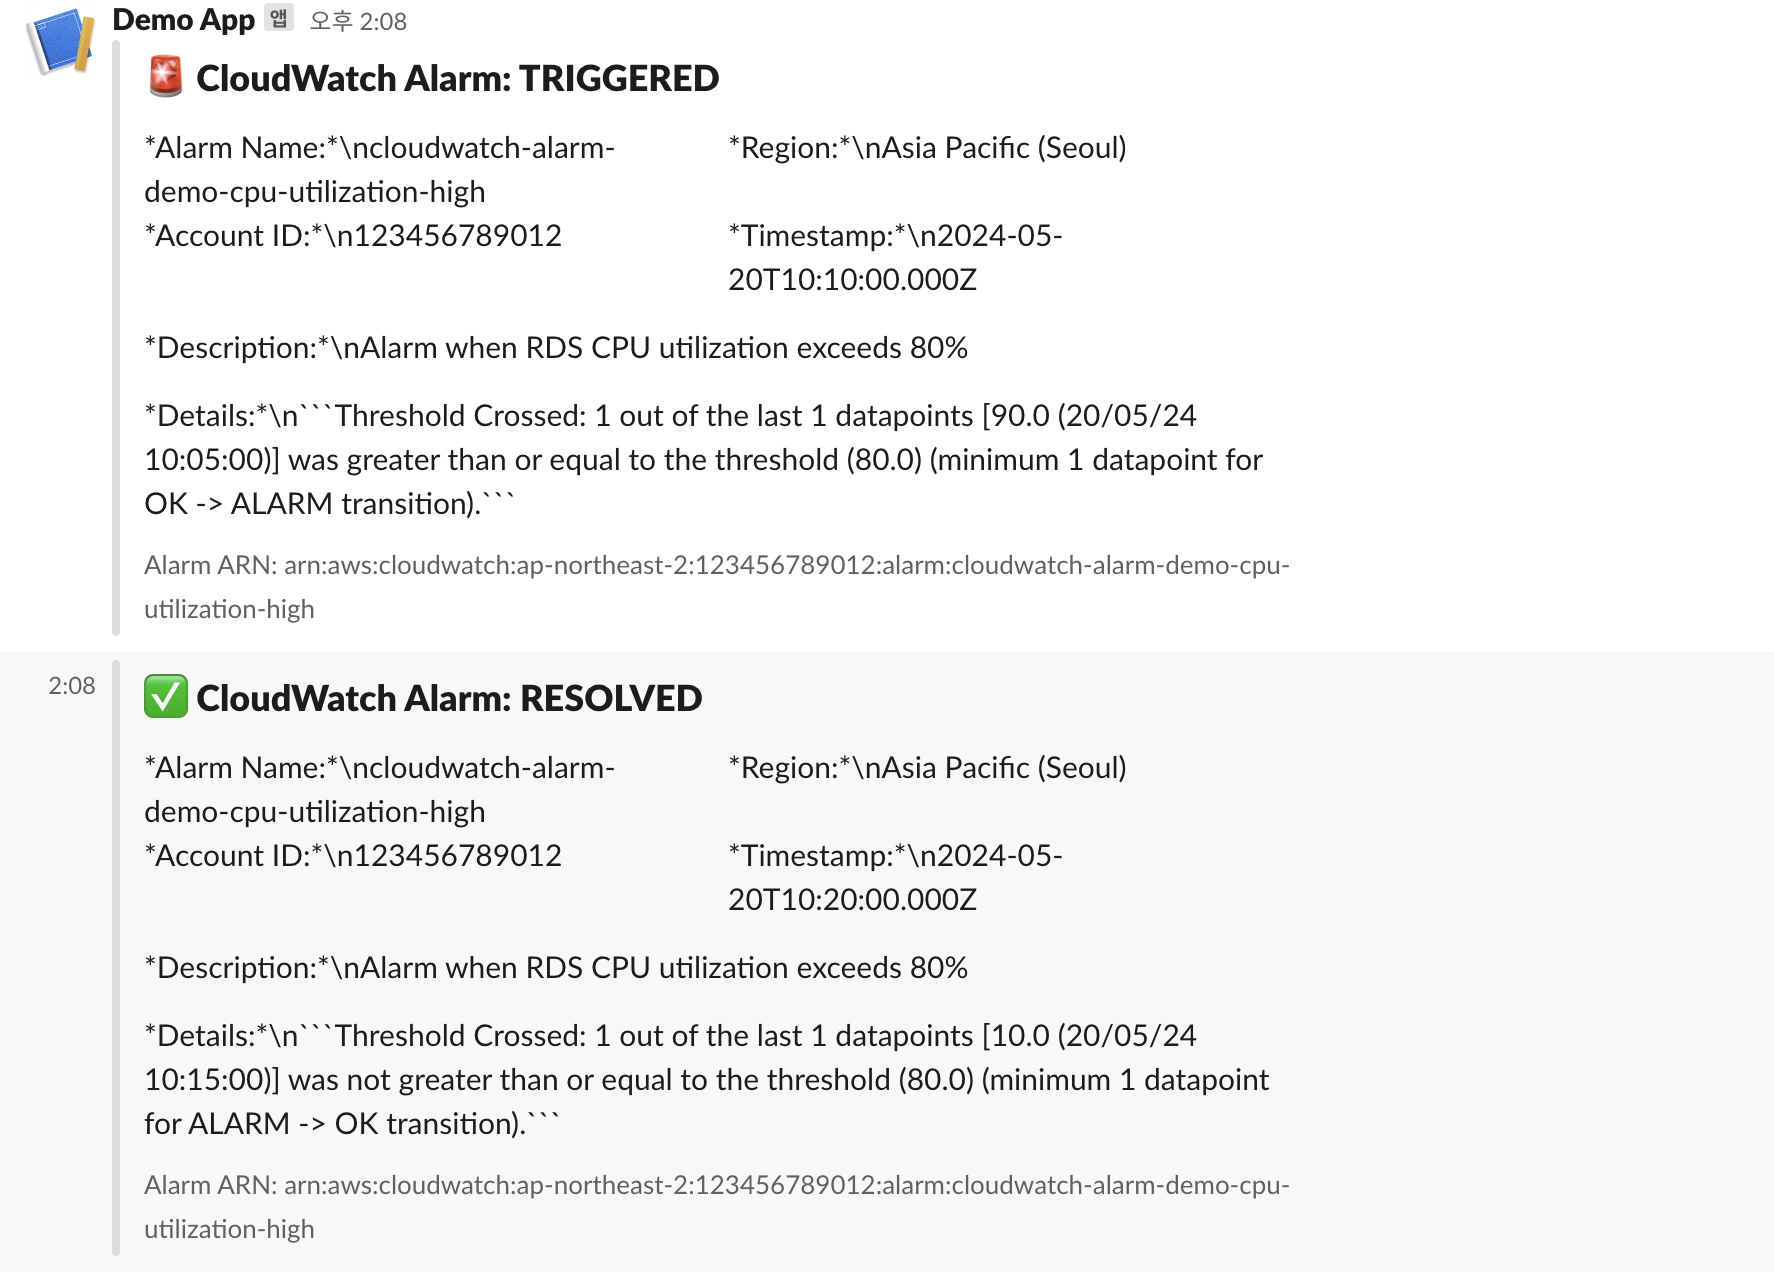 Demo App 앱 오후 2:08
🚨 CloudWatch Alarm: TRIGGERED
*Alarm Name:*\ncloudwatch-alarm-
demo-cpu-utilization-high
*Region:*\nAsia Pacific (Seoul)
*Account ID:*\n123456789012
*Timestamp:*\n2024-05-
20T10:10:00.000Z
*Description:*\nAlarm when RDS CPU utilization exceeds 80%
*Details:*\n```Threshold Crossed: 1 out of the last 1 datapoints [90.0 (20/05/24
10:05:00)] was greater than or equal to the threshold (80.0) (minimum 1 datapoint for
OK -> ALARM transition).```
Alarm ARN: arn:aws:cloudwatch:ap-northeast-2:123456789012:alarm:cloudwatch-alarm-demo-cpu-
utilization-high
2:08
✅ CloudWatch Alarm: RESOLVED
*Alarm Name:*\ncloudwatch-alarm-
demo-cpu-utilization-high
*Region:*\nAsia Pacific (Seoul)
*Account ID:*\n123456789012
*Timestamp:*\n2024-05-
20T10:20:00.000Z
*Description:*\nAlarm when RDS CPU utilization exceeds 80%
*Details:*\n```Threshold Crossed: 1 out of the last 1 datapoints [10.0 (20/05/24
10:15:00)] was not greater than or equal to the threshold (80.0) (minimum 1 datapoint
for ALARM -> OK transition).```
Alarm ARN: arn:aws:cloudwatch:ap-northeast-2:123456789012:alarm:cloudwatch-alarm-demo-cpu-
utilization-high